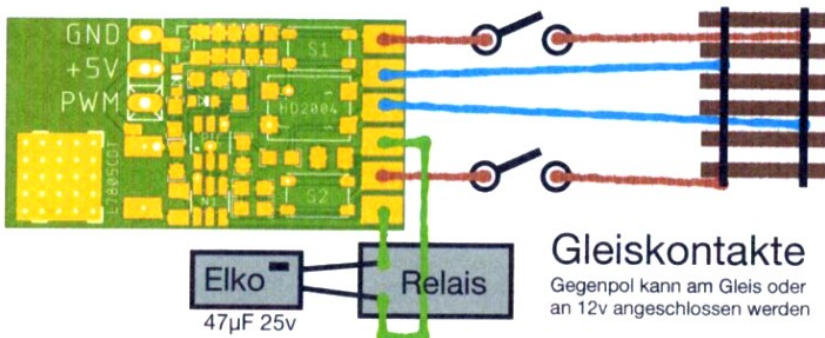 GND
+5V
PWM
S1
HD2004
L7805CDT
N1
S2
Elko
47µF 25v
Relais
Gleiskontakte
Gegenpol kann am Gleis oder
an 12v angeschlossen werden